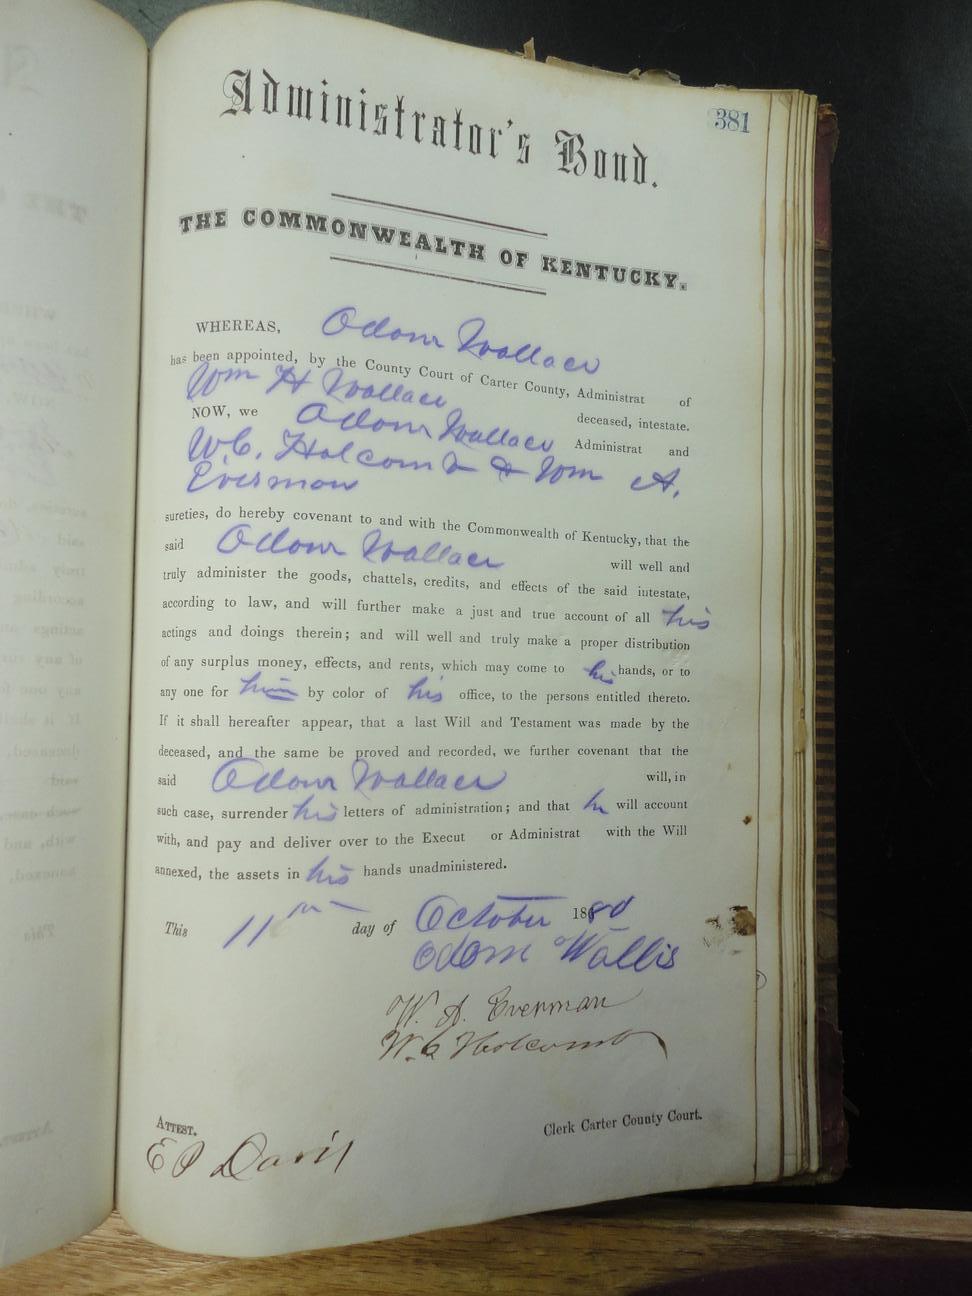 381
Administrator's Bond.
THE COMMONWEALTH OF KENTUCKY.
WHEREAS, Odom Wallace
has been appointed, by the County Court of Carter County, Administrat of
Wm H Wallace deceased, intestate.
NOW, we Odom Wallace Administrat and
W.C. Holcomb & Wm A.
Everman
sureties, do hereby covenant to and with the Commonwealth of Kentucky, that the
said Odom Wallace will well and
truly administer the goods, chattels, credits, and effects of the said intestate,
according to law, and will further make a just and true account of all his
actings and doings therein; and will well and truly make a proper distribution
of any surplus money, effects, and rents, which may come to his hands, or to
any one for him by color of his office, to the persons entitled thereto.
If it shall hereafter appear, that a last Will and Testament was made by the
deceased, and the same be proved and recorded, we further covenant that the
said Odom Wallace will, in
such case, surrender his letters of administration; and that he will account
with, and pay and deliver over to the Execut or Administrat with the Will
annexed, the assets in his hands unadministered.
This 11th day of October 1880
Odom Wallis
W. A. Everman
W. C Holcomb
ATTEST. Clerk Carter County Court.
E P Davis